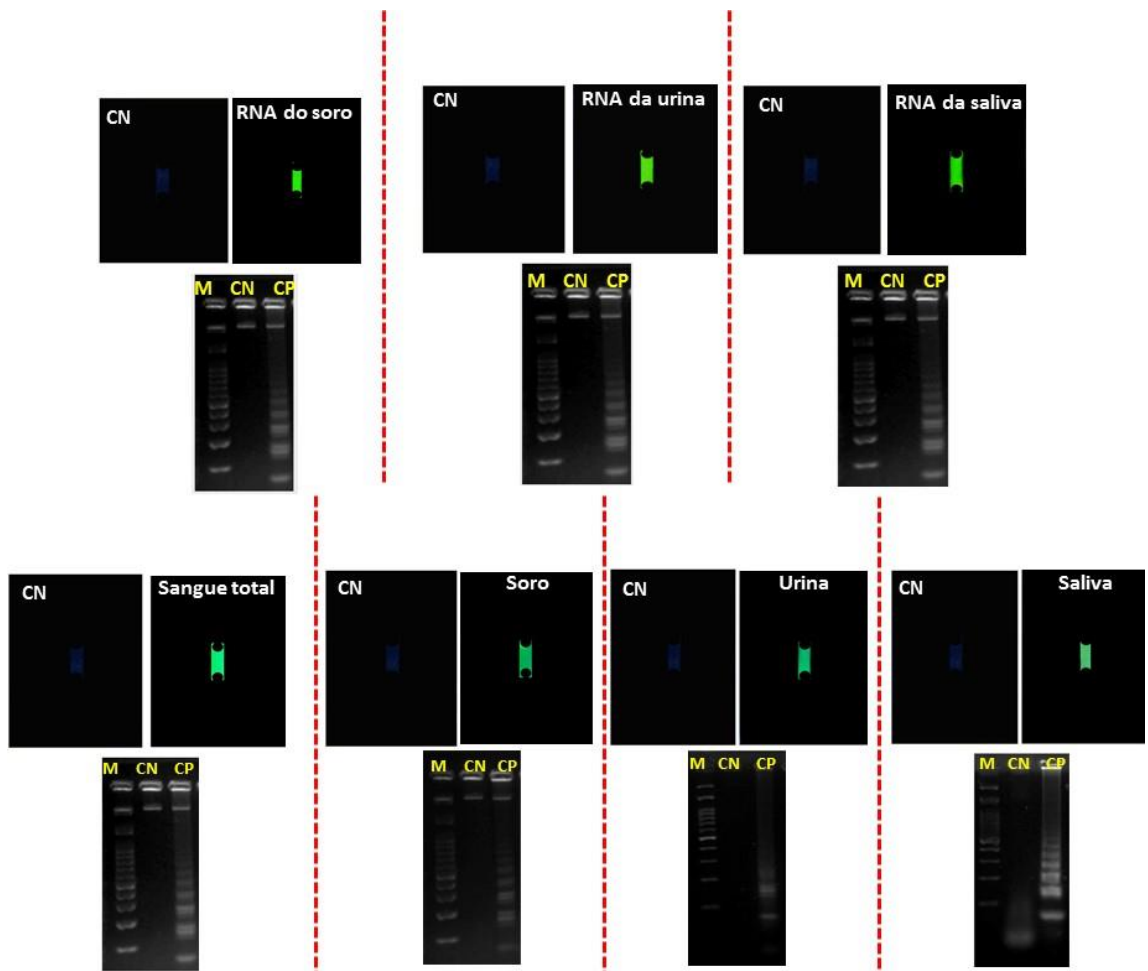 CN
RNA do soro
M CN CP
CN
RNA da urina
M CN CP
CN
RNA da saliva
M CN CP
CN
Sangue total
M CN CP
CN
Soro
M CN CP
CN
Urina
M CN CP
CN
Saliva
M CN CP